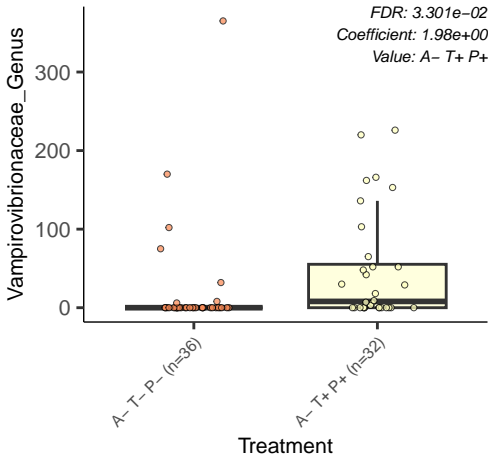 FDR: 3.301e−02
Coefficient: 1.98e+00
Value: A− T+ P+
Vampirovibrionaceae_Genus
300
200
100
0
A− T− P− (n=36)
A− T+ P+ (n=32)
Treatment